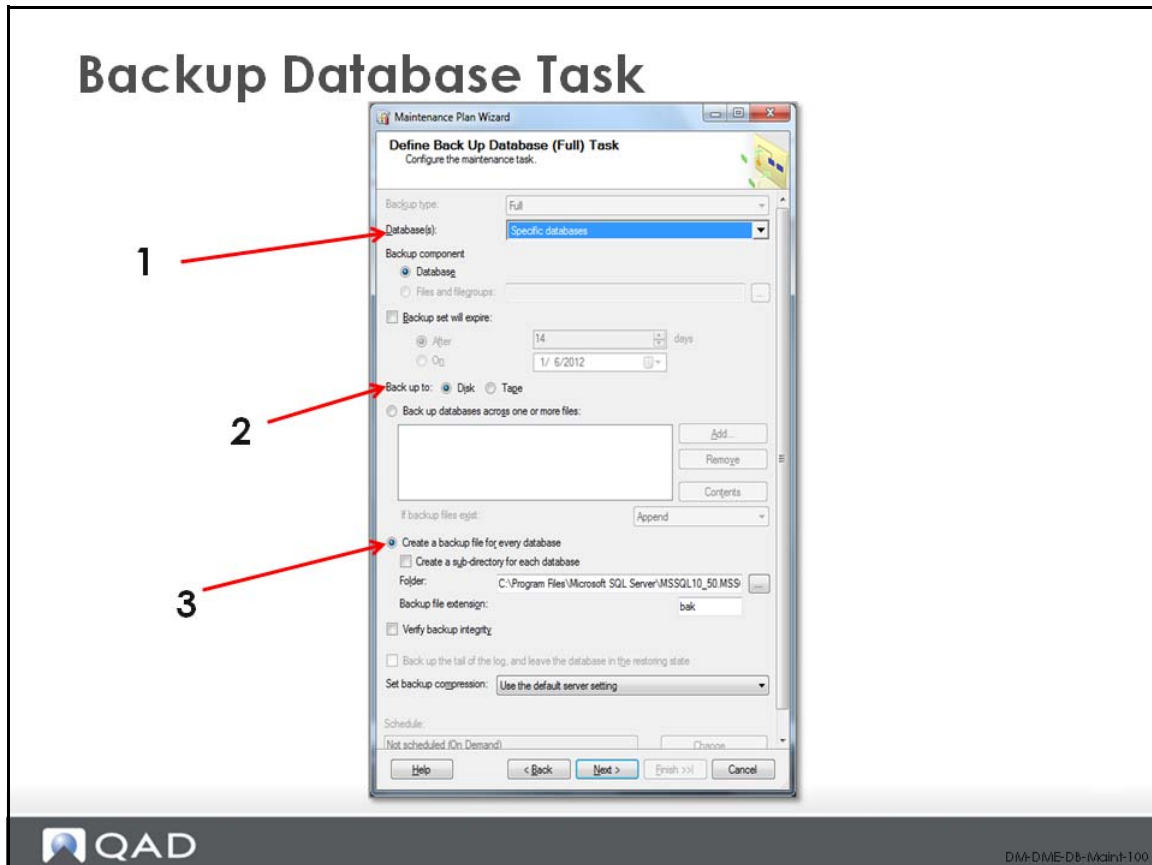 Backup Database Task
Maintenance Plan Wizard
Define Back Up Database (Full) Task
Configure the maintenance task.
Backup type: Full
Database(s): Specific databases
1
Backup component
Database
Files and filegroups: ...
Backup set will expire:
After 14 days
On 1/ 6/2012
Back up to: Disk Tape
2
Back up databases across one or more files:
Add...
Remove
Contents
If backup files exist: Append
Create a backup file for every database
Create a sub-directory for each database
3
Folder: C:\Program Files\Microsoft SQL Server\MSSQL10_50.MSS
Backup file extension: bak
Verify backup integrity
Back up the tail of the log, and leave the database in the restoring state
Set backup compression: Use the default server setting
Schedule:
Not scheduled (On Demand) Change...
Help < Back Next > Finish >>| Cancel
QAD
DM-DME-DB-Maint-100